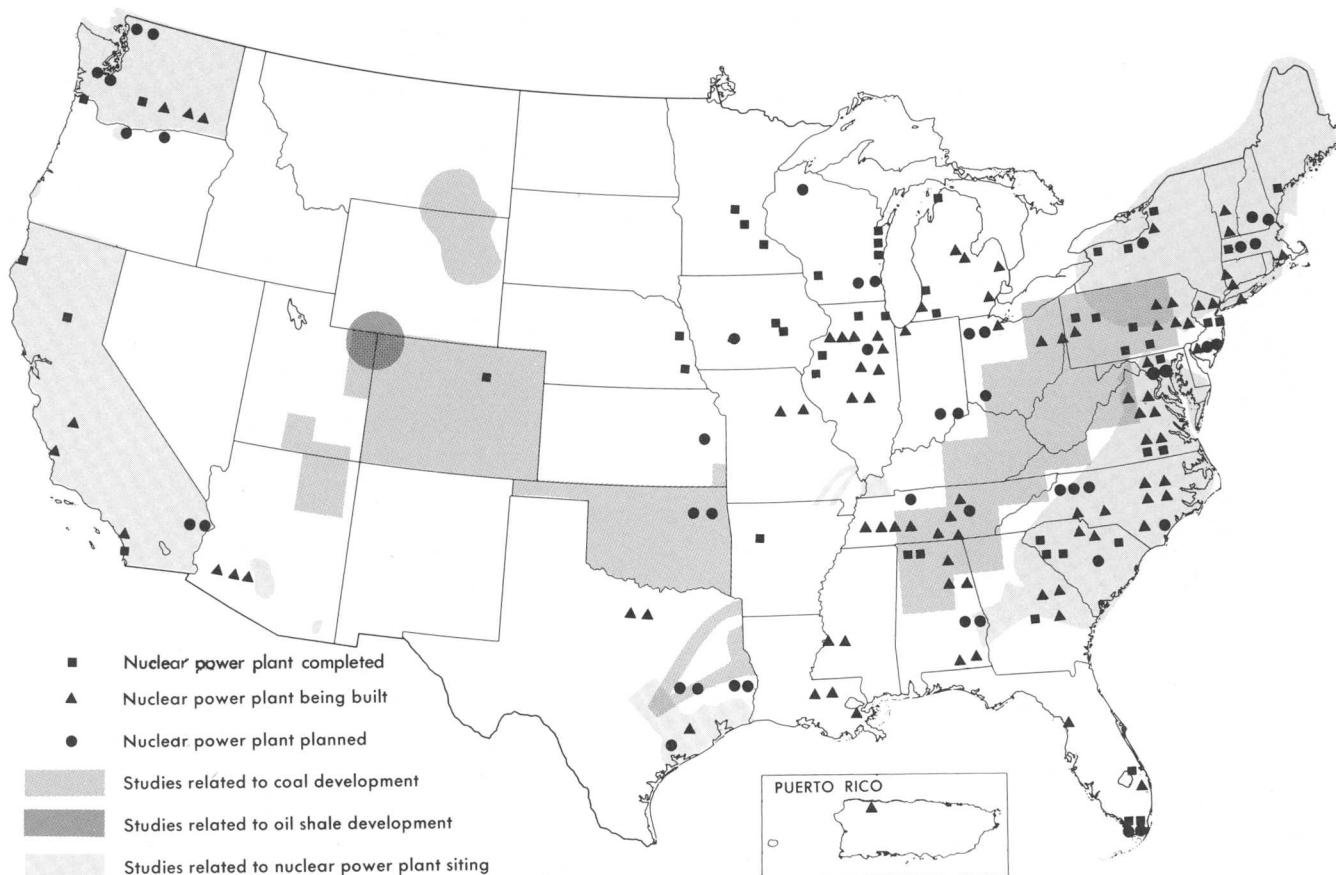 Nuclear power plant completed
Nuclear power plant being built
Nuclear power plant planned
Studies related to coal development
Studies related to oil shale development
Studies related to nuclear power plant siting
PUERTO RICO